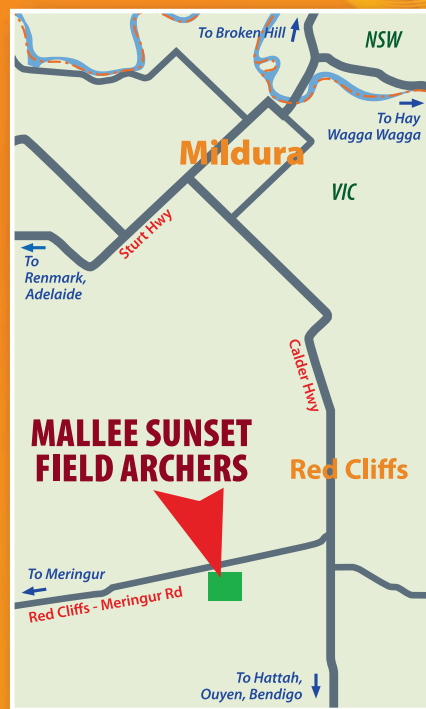 To Broken Hill
NSW
To Hay
Wagga Wagga
Mildura
VIC
Sturt Hwy
To
Renmark,
Adelaide
Calder Hwy
MALLEE SUNSET
FIELD ARCHERS
Red Cliffs
To Meringur
Red Cliffs - Meringur Rd
To Hattah,
Ouyen, Bendigo